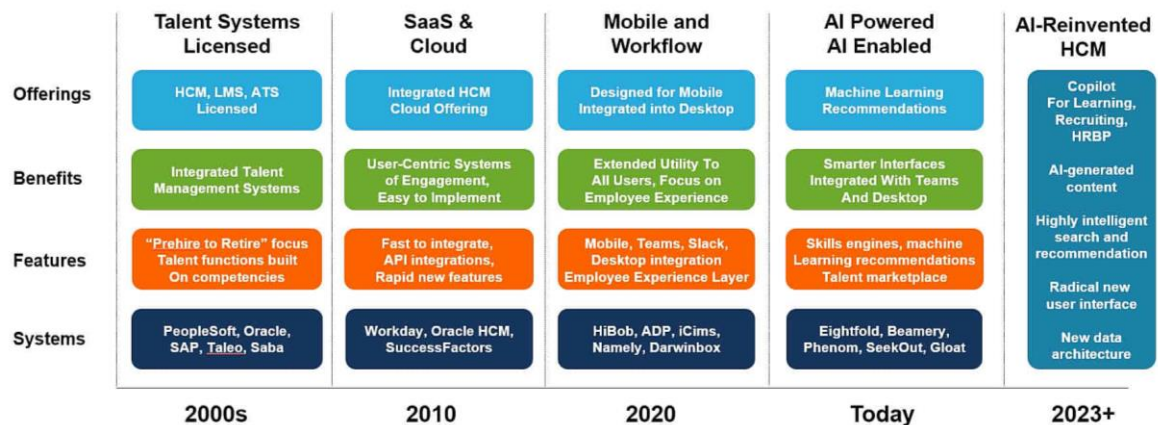 Talent Systems
Licensed
SaaS &
Cloud
Mobile and
Workflow
AI Powered
AI Enabled
AI-Reinvented
HCM
Offerings
HCM, LMS, ATS
Licensed
Integrated HCM
Cloud Offering
Designed for Mobile
Integrated into Desktop
Machine Learning
Recommendations
Benefits
Integrated Talent
Management Systems
User-Centric Systems
of Engagement,
Easy to Implement
Extended Utility To
All Users, Focus on
Employee Experience
Smarter Interfaces
Integrated With Teams
And Desktop
Features
“Prehire to Retire” focus
Talent functions built
On competencies
Fast to integrate,
API integrations,
Rapid new features
Mobile, Teams, Slack,
Desktop integration
Employee Experience Layer
Skills engines, machine
Learning recommendations
Talent marketplace
Systems
PeopleSoft, Oracle,
SAP, Taleo, Saba
Workday, Oracle HCM,
SuccessFactors
HiBob, ADP, iCims,
Namely, Darwinbox
Eightfold, Beamery,
Phenom, SeekOut, Gloat
Copilot
For Learning,
Recruiting,
HRBP
AI-generated
content
Highly intelligent
search and
recommendation
Radical new
user interface
New data
architecture
2000s
2010
2020
Today
2023+